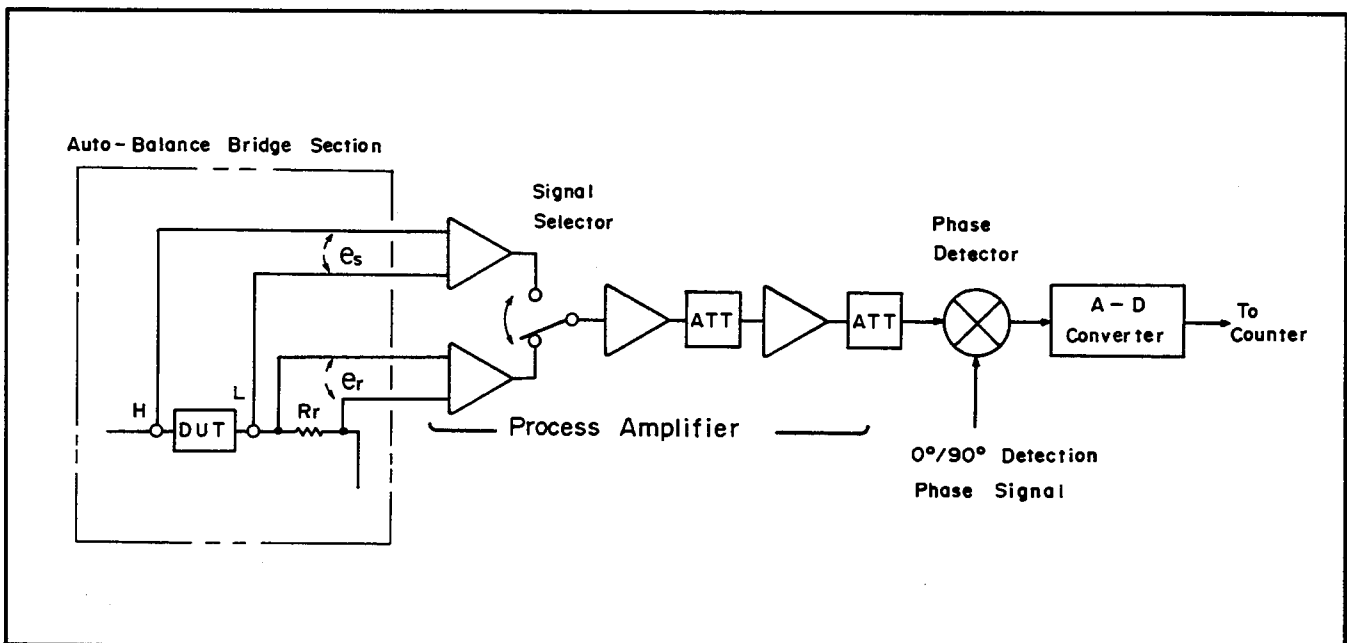 Auto-Balance Bridge Section
Signal
Selector
Phase
Detector
es
A-D
Converter
To
Counter
ATT
ATT
er
H
L
DUT
Rr
Process Amplifier
0°/90° Detection
Phase Signal